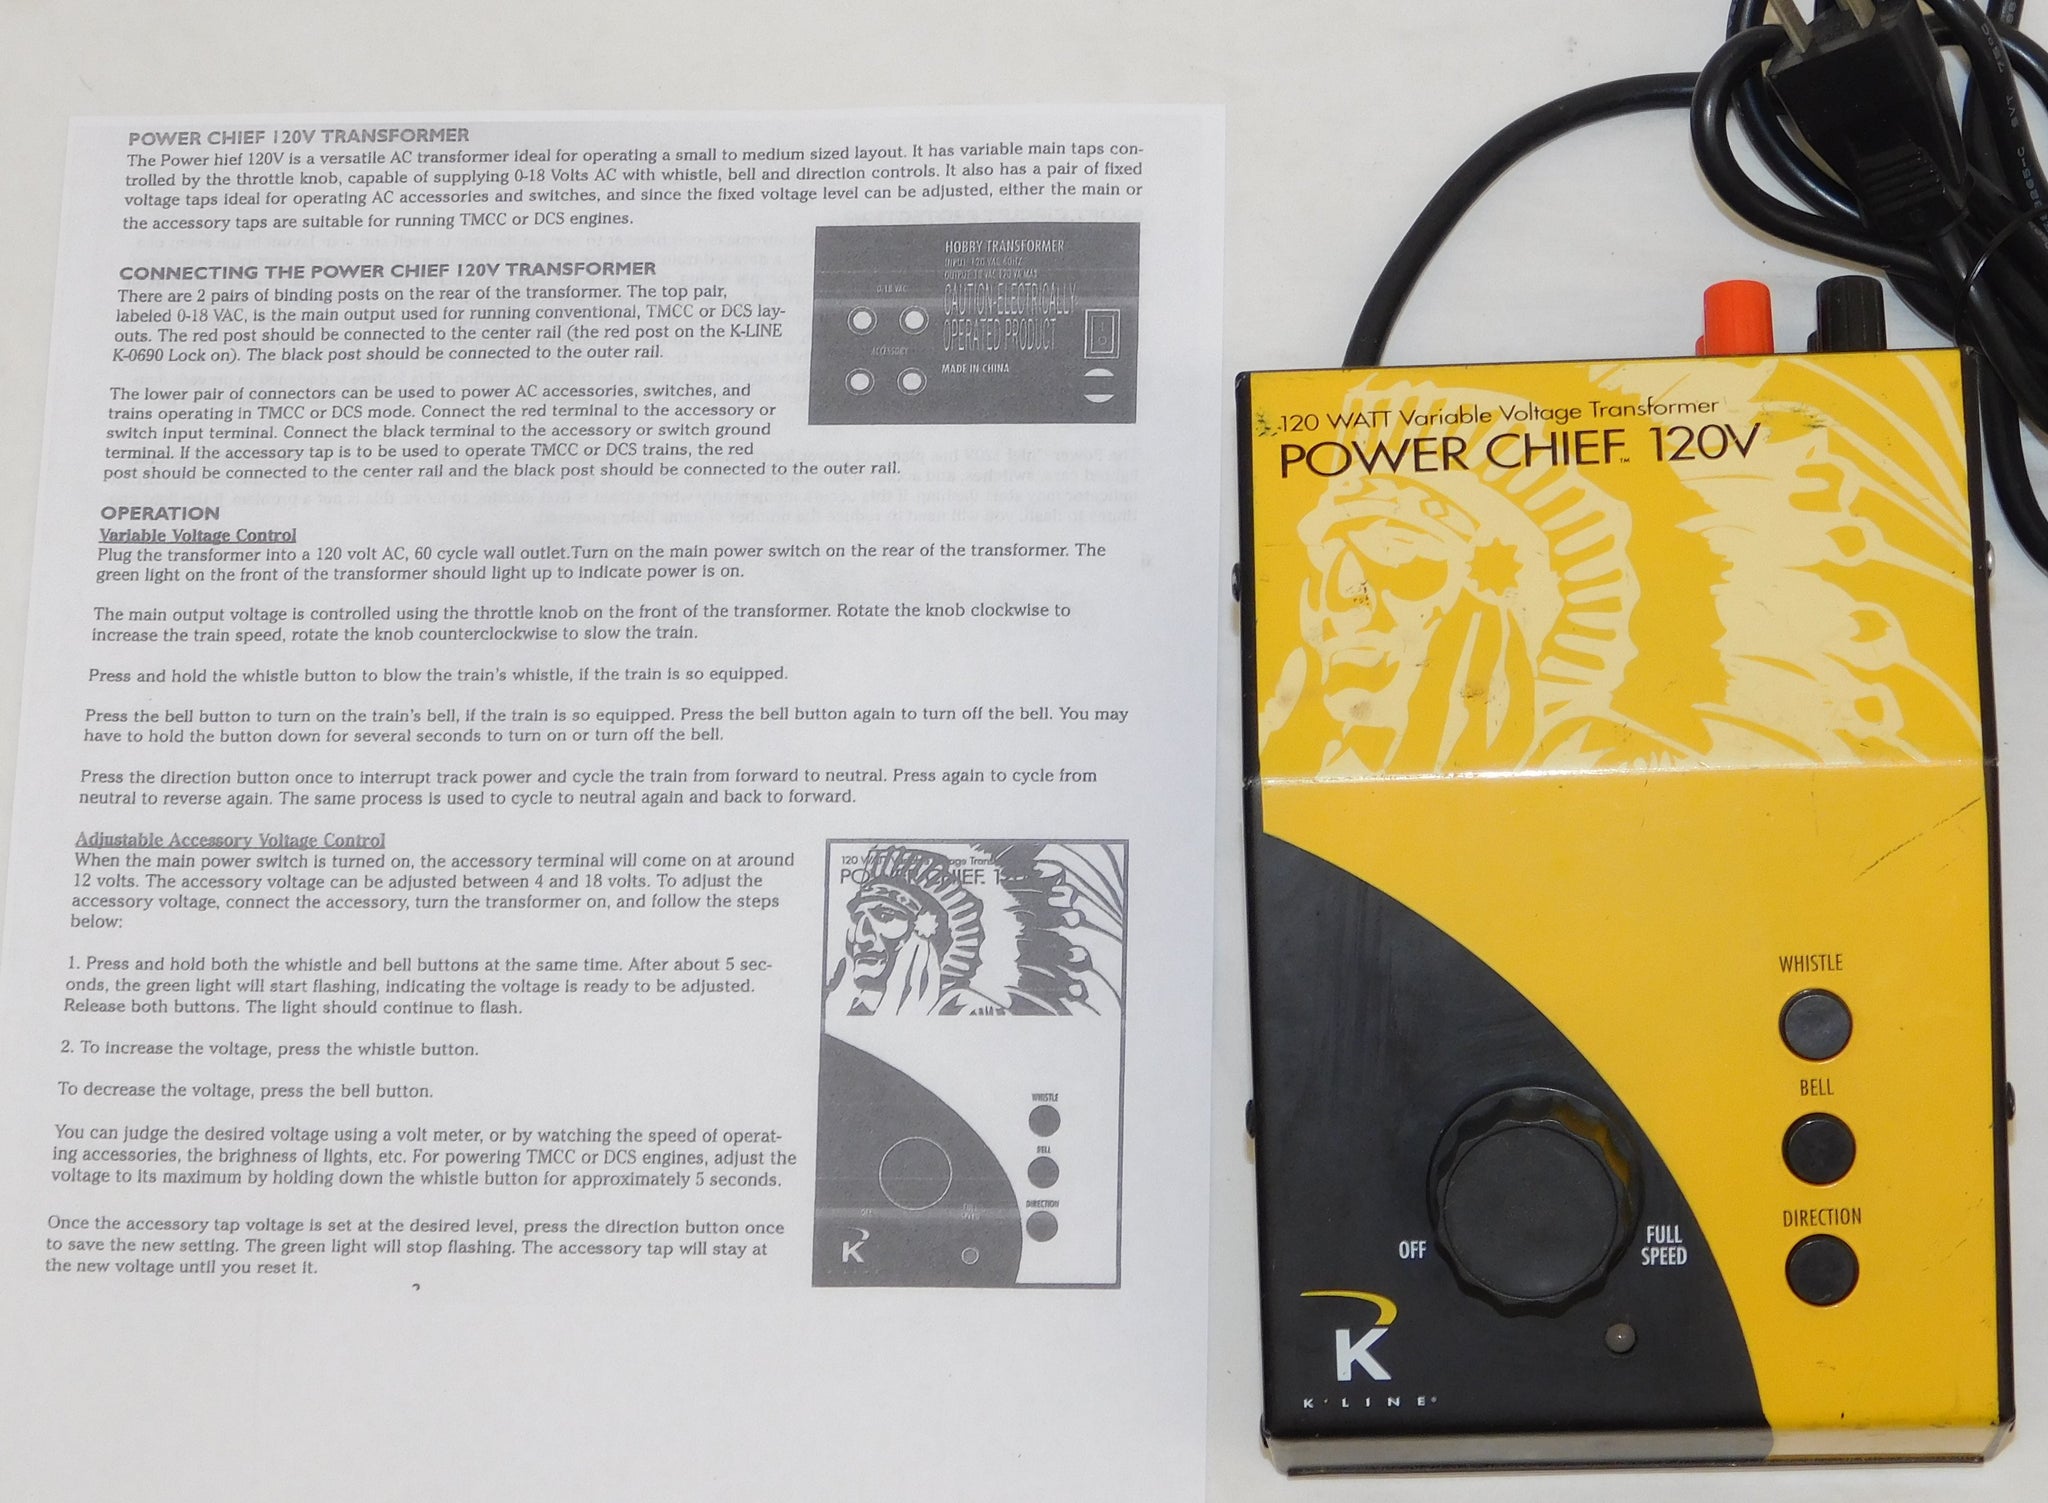 POWER CHIEF 120V TRANSFORMER
The Power hief 120V is a versatile AC transformer ideal for operating a small to medium sized layout. It has variable main taps con-
trolled by the throttle knob, capable of supplying 0-18 Volts AC with whistle, bell and direction controls. It also has a pair of fixed
voltage taps ideal for operating AC accessories and switches, and since the fixed voltage level can be adjusted, either the main or
the accessory taps are suitable for running TMCC or DCS engines.
CONNECTING THE POWER CHIEF 120V TRANSFORMER
There are 2 pairs of binding posts on the rear of the transformer. The top pair,
labeled 0-18 VAC, is the main output used for running conventional, TMCC or DCS lay-
outs. The red post should be connected to the center rail (the red post on the K-LINE
K-0690 Lock on). The black post should be connected to the outer rail.
The lower pair of connectors can be used to power AC accessories, switches, and
trains operating in TMCC or DCS mode. Connect the red terminal to the accessory or
switch input terminal. Connect the black terminal to the accessory or switch ground
terminal. If the accessory tap is to be used to operate TMCC or DCS trains, the red
post should be connected to the center rail and the black post should be connected to the outer rail.
HOBBY TRANSFORMER
INPUT 120 VAC 60HZ
OUTPUT 18 VAC 120 VA MAX
CAUTION-ELECTRICALLY
OPERATED PRODUCT
MADE IN CHINA
0-18 VAC
ACCESSORY
OPERATION
Variable Voltage Control
Plug the transformer into a 120 volt AC, 60 cycle wall outlet.Turn on the main power switch on the rear of the transformer. The
green light on the front of the transformer should light up to indicate power is on.
The main output voltage is controlled using the throttle knob on the front of the transformer. Rotate the knob clockwise to
increase the train speed, rotate the knob counterclockwise to slow the train.
Press and hold the whistle button to blow the train's whistle, if the train is so equipped.
Press the bell button to turn on the train's bell, if the train is so equipped. Press the bell button again to turn off the bell. You may
have to hold the button down for several seconds to turn on or turn off the bell.
Press the direction button once to interrupt track power and cycle the train from forward to neutral. Press again to cycle from
neutral to reverse again. The same process is used to cycle to neutral again and back to forward.
Adjustable Accessory Voltage Control
When the main power switch is turned on, the accessory terminal will come on at around
12 volts. The accessory voltage can be adjusted between 4 and 18 volts. To adjust the
accessory voltage, connect the accessory, turn the transformer on, and follow the steps
below:
1. Press and hold both the whistle and bell buttons at the same time. After about 5 sec-
onds, the green light will start flashing, indicating the voltage is ready to be adjusted.
Release both buttons. The light should continue to flash.
2. To increase the voltage, press the whistle button.
To decrease the voltage, press the bell button.
You can judge the desired voltage using a volt meter, or by watching the speed of operat-
ing accessories, the brighness of lights, etc. For powering TMCC or DCS engines, adjust the
voltage to its maximum by holding down the whistle button for approximately 5 seconds.
Once the accessory tap voltage is set at the desired level, press the direction button once
to save the new setting. The green light will stop flashing. The accessory tap will stay at
the new voltage until you reset it.
WHISTLE
BELL
DIRECTION
K
120 WATT Variable Voltage Transformer
POWER CHIEF™ 120V
WHISTLE
BELL
DIRECTION
OFF
FULL
SPEED
K
K·LINE®